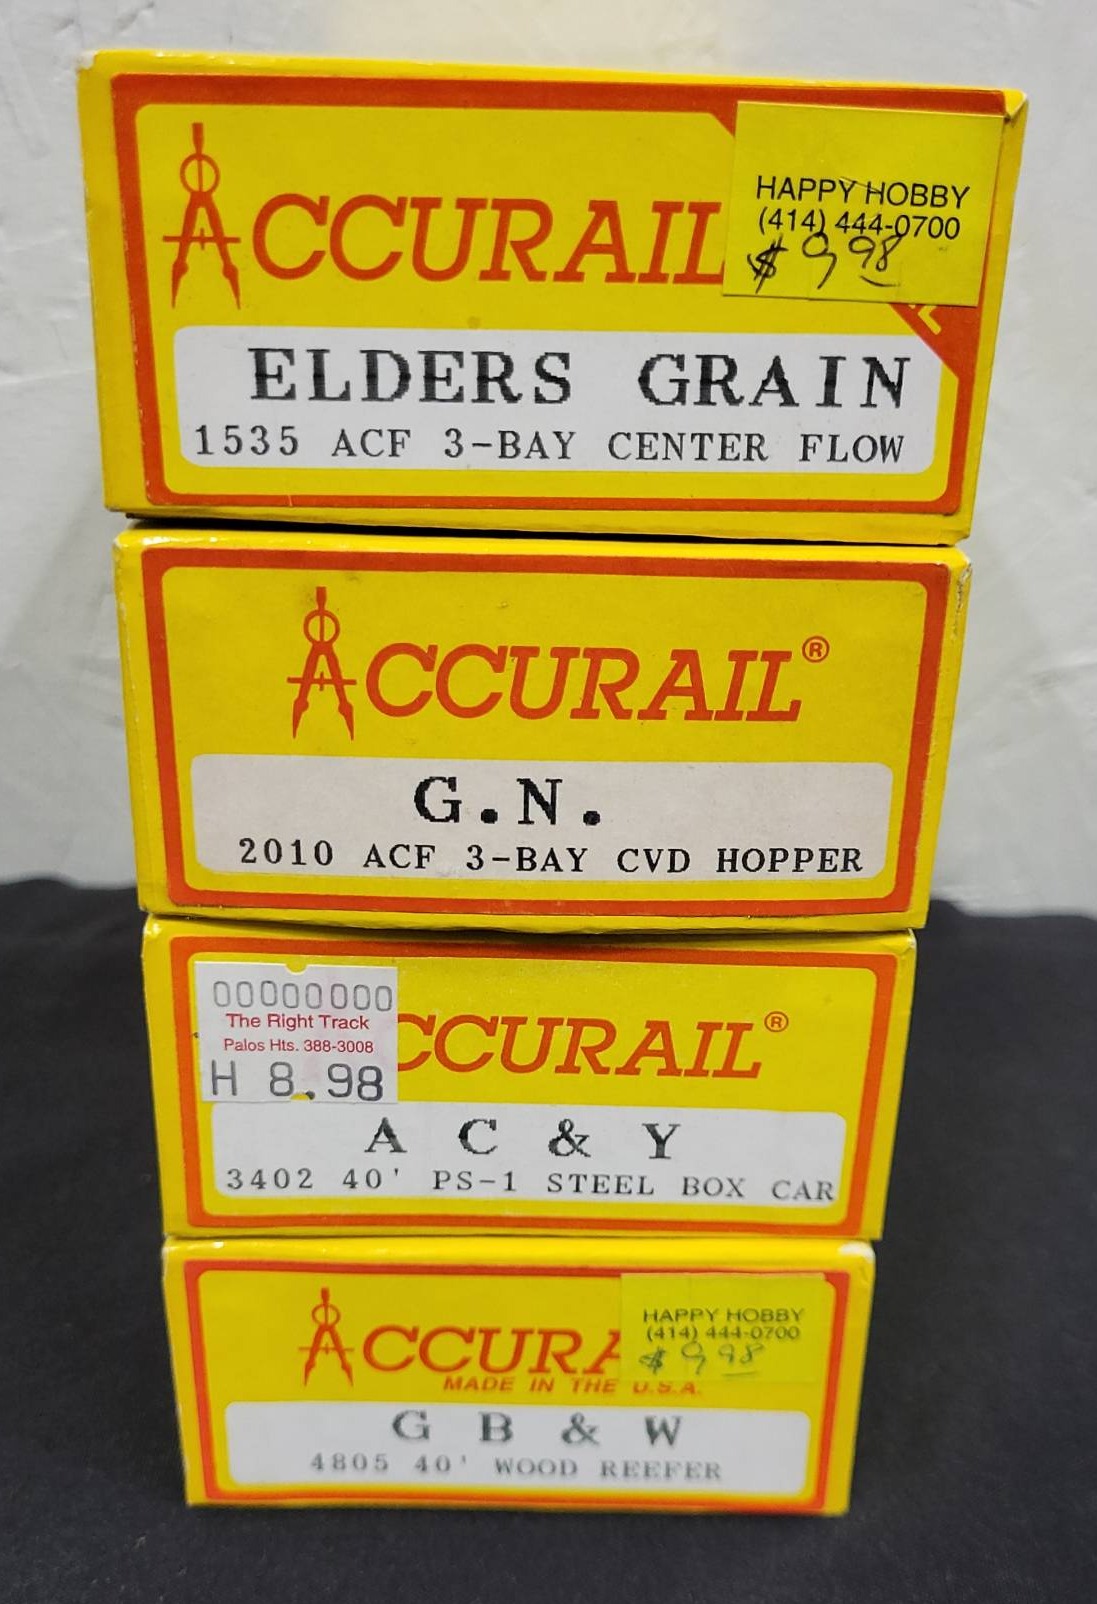 ACCURAIL
HAPPY HOBBY
(414) 444-0700
$ 9.98
ELDERS GRAIN
1535 ACF 3-BAY CENTER FLOW
ACCURAIL®
G.N.
2010 ACF 3-BAY CVD HOPPER
00000000
The Right Track
Palos Hts. 388-3008
H 8.98
CCURAIL®
A C & Y
3402 40' PS-1 STEEL BOX CAR
ACCURA
MADE IN THE U.S.A.
HAPPY HOBBY
(414) 444-0700
$ 9.98
G B & W
4805 40' WOOD REEFER